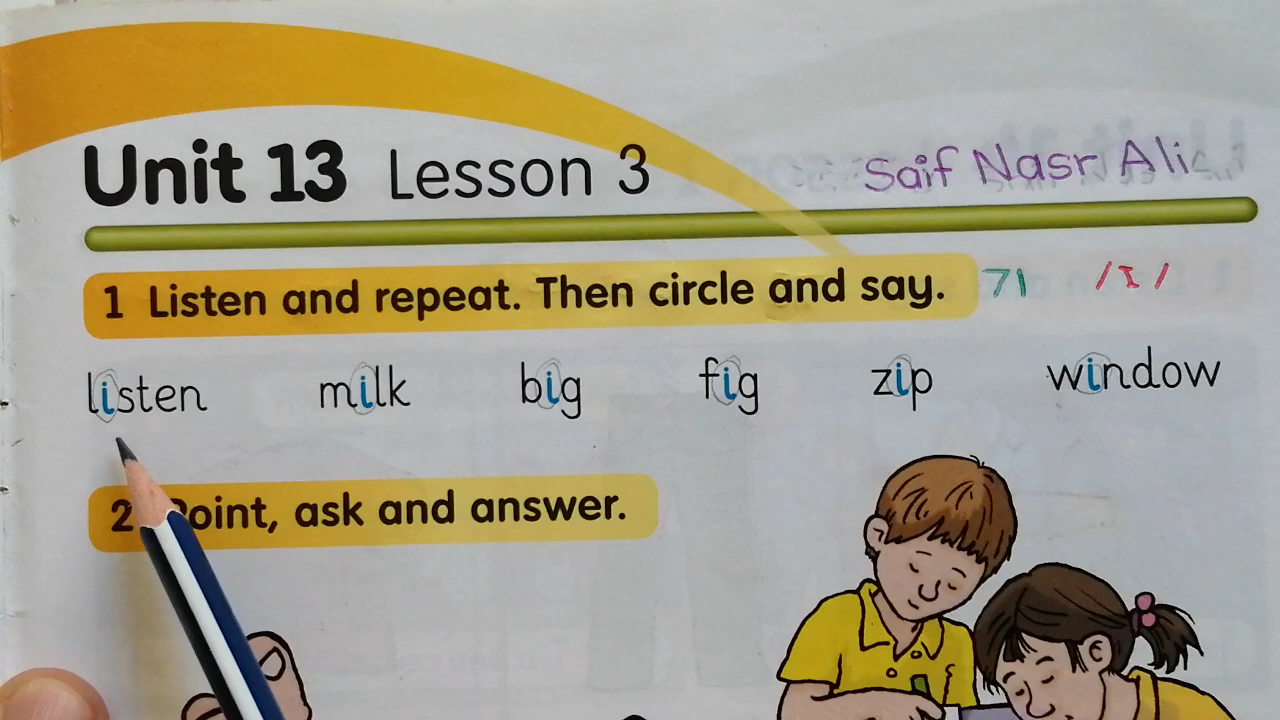 Unit 13 Lesson 3 Saif Nasr Ali
1 Listen and repeat. Then circle and say. 71 /I/
listen milk big fig zip window
2 Point, ask and answer.